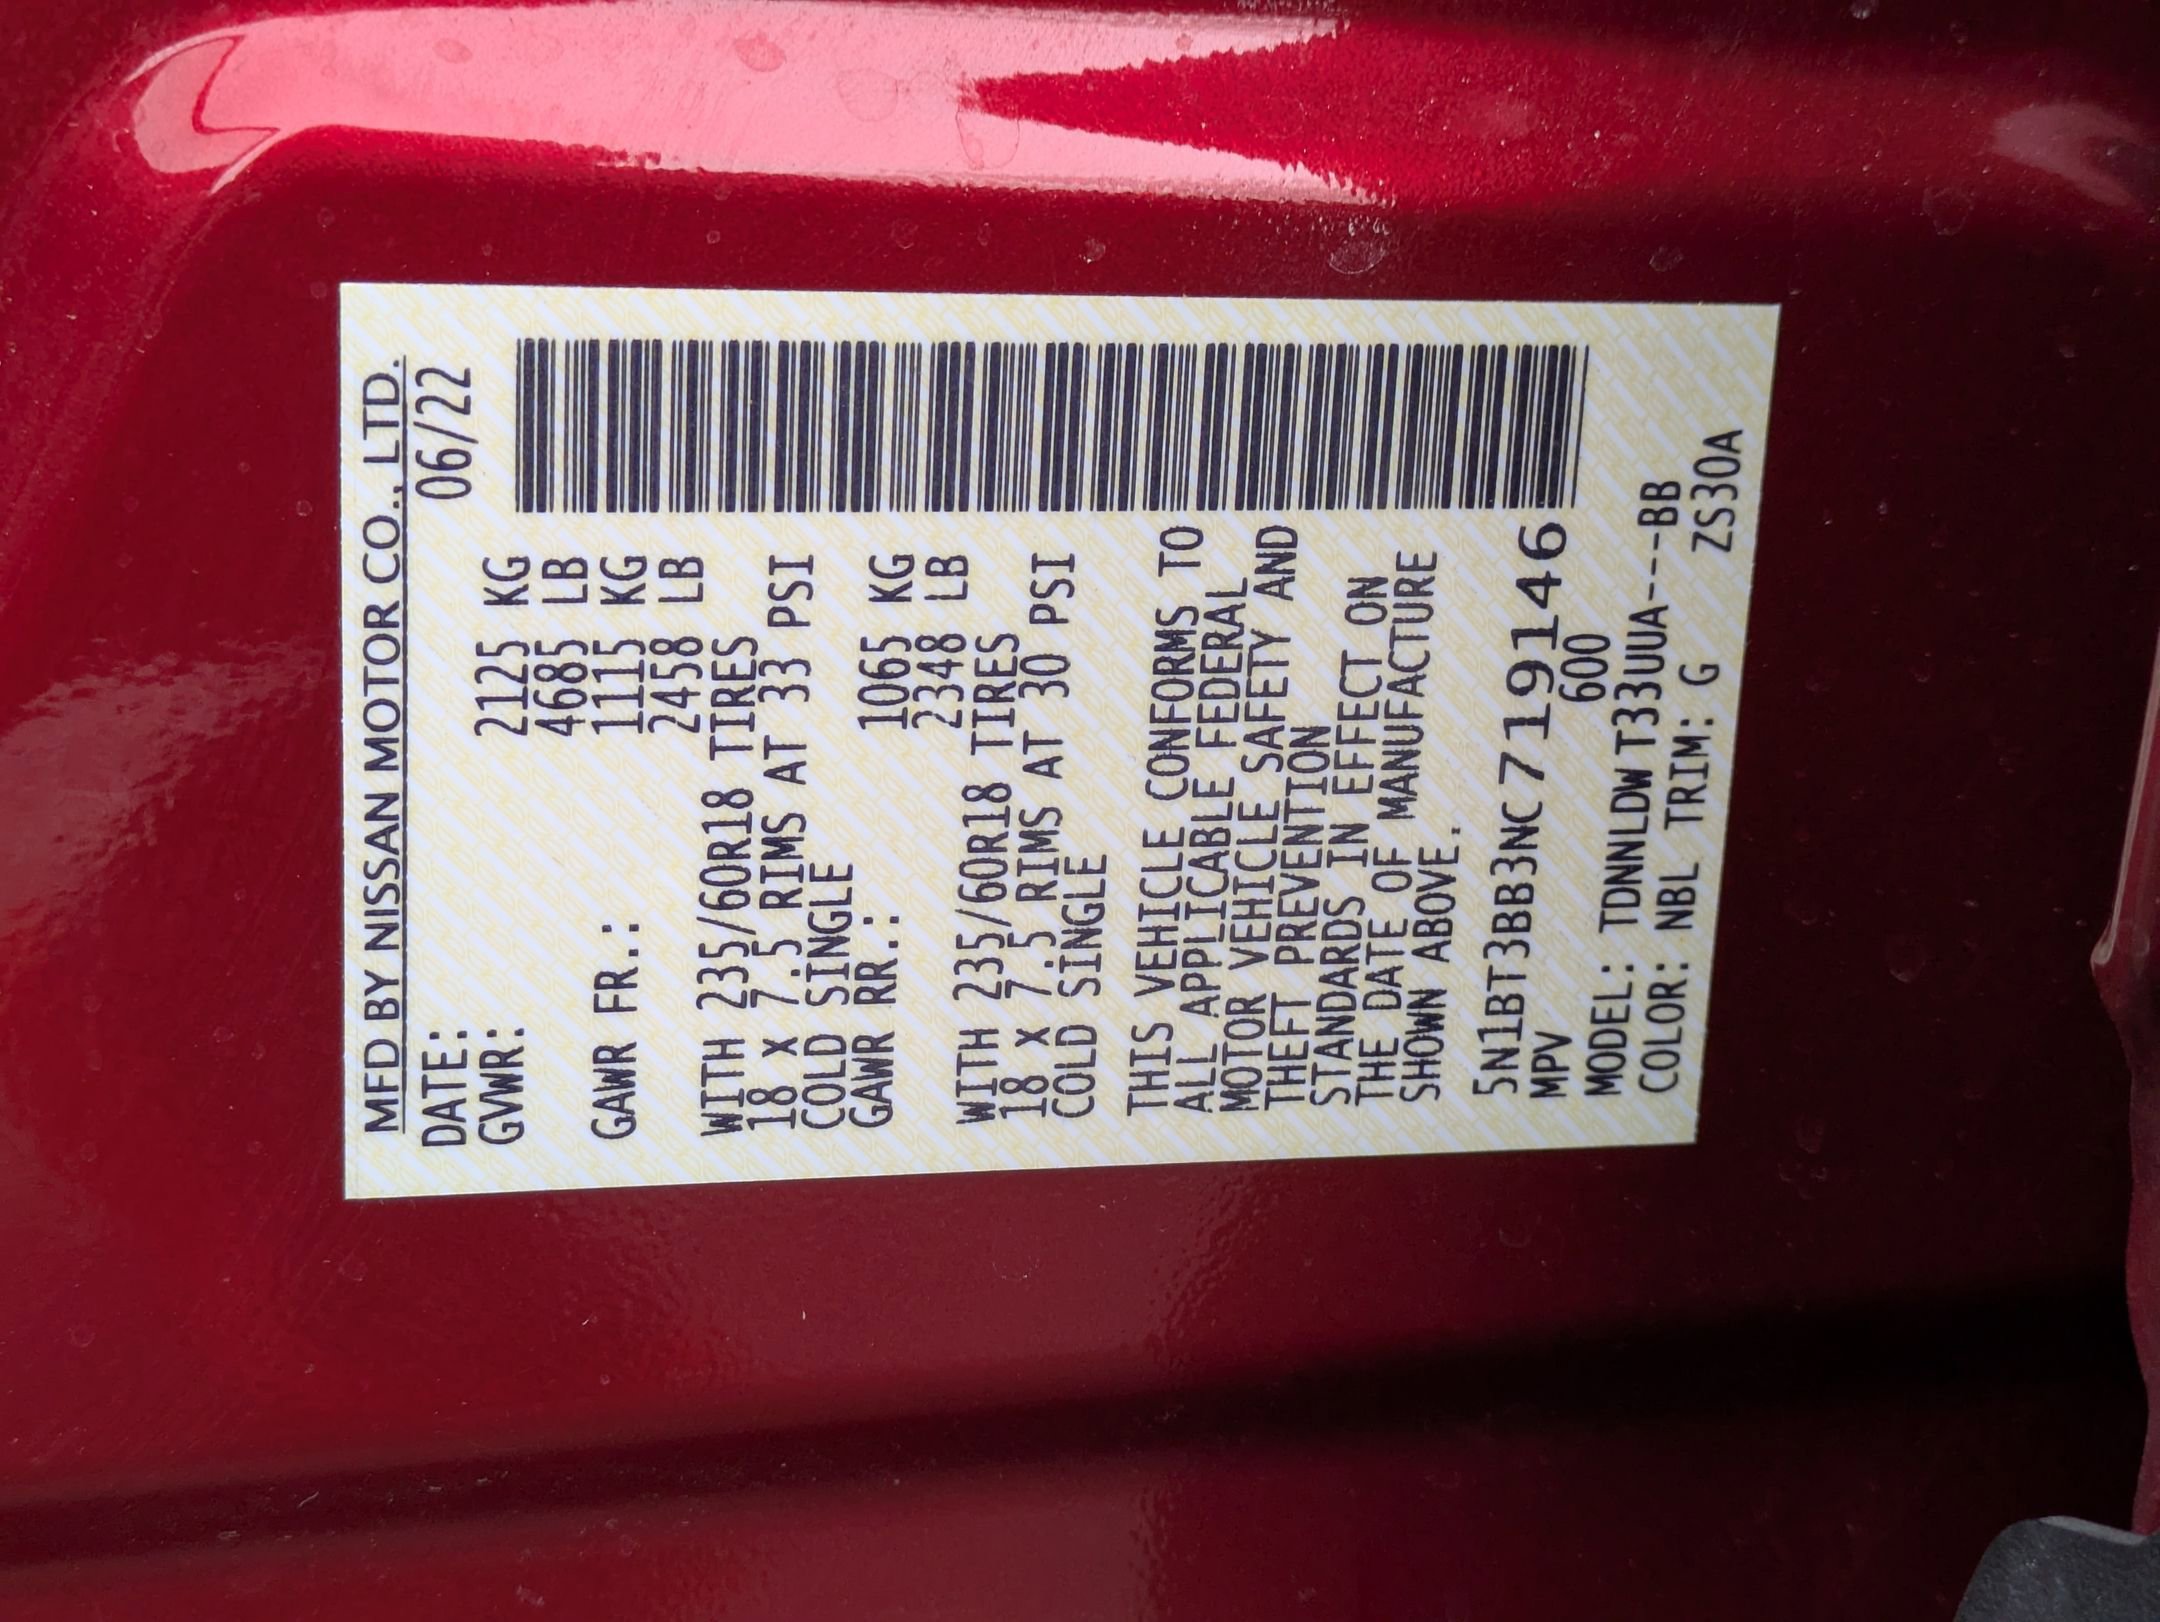 MFD BY NISSAN MOTOR CO., LTD.
DATE: 06/22
GVWR: 2125 KG
4685 LB
GAWR FR.: 1115 KG
2458 LB
WITH 235/60R18 TIRES
18 x 7.5 RIMS AT 33 PSI
COLD SINGLE
GAWR RR.: 1065 KG
2348 LB
WITH 235/60R18 TIRES
18 x 7.5 RIMS AT 30 PSI
COLD SINGLE
THIS VEHICLE CONFORMS TO
ALL APPLICABLE FEDERAL
MOTOR VEHICLE SAFETY AND
THEFT PREVENTION
STANDARDS IN EFFECT ON
THE DATE OF MANUFACTURE
SHOWN ABOVE.
5N1BT3BB3NC719146
MPV 600
MODEL: TDNNLDWT33UUA---BB
COLOR: NBL TRIM: G ZS30A